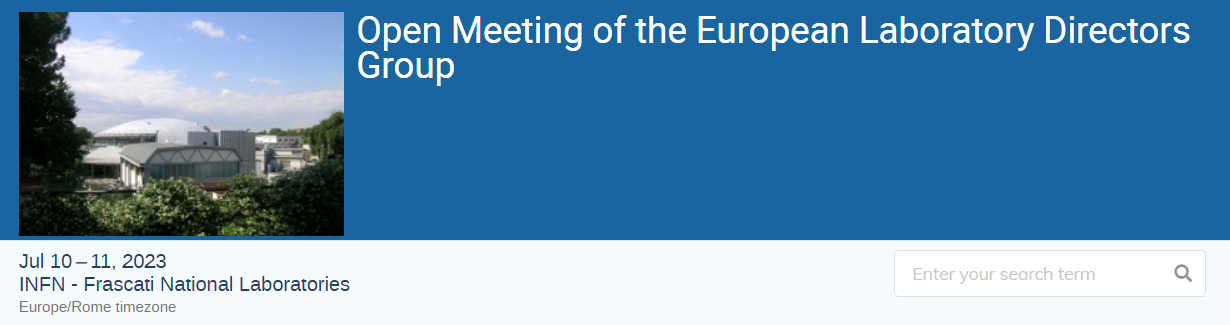 Open Meeting of the European Laboratory Directors
Group
Jul 10 – 11, 2023
INFN - Frascati National Laboratories
Europe/Rome timezone
Enter your search term